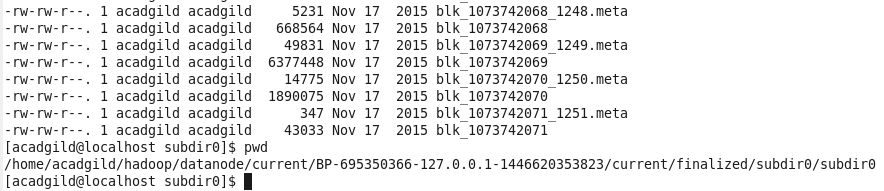 -rw-rw-r--. 1 acadgild acadgild    5231 Nov 17  2015 blk_1073742068_1248.meta
-rw-rw-r--. 1 acadgild acadgild  668564 Nov 17  2015 blk_1073742068
-rw-rw-r--. 1 acadgild acadgild   49831 Nov 17  2015 blk_1073742069_1249.meta
-rw-rw-r--. 1 acadgild acadgild 6377448 Nov 17  2015 blk_1073742069
-rw-rw-r--. 1 acadgild acadgild   14775 Nov 17  2015 blk_1073742070_1250.meta
-rw-rw-r--. 1 acadgild acadgild 1890075 Nov 17  2015 blk_1073742070
-rw-rw-r--. 1 acadgild acadgild     347 Nov 17  2015 blk_1073742071_1251.meta
-rw-rw-r--. 1 acadgild acadgild   43033 Nov 17  2015 blk_1073742071
[acadgild@localhost subdir0]$ pwd
/home/acadgild/hadoop/datanode/current/BP-695350366-127.0.0.1-1446620353823/current/finalized/subdir0/subdir0
[acadgild@localhost subdir0]$